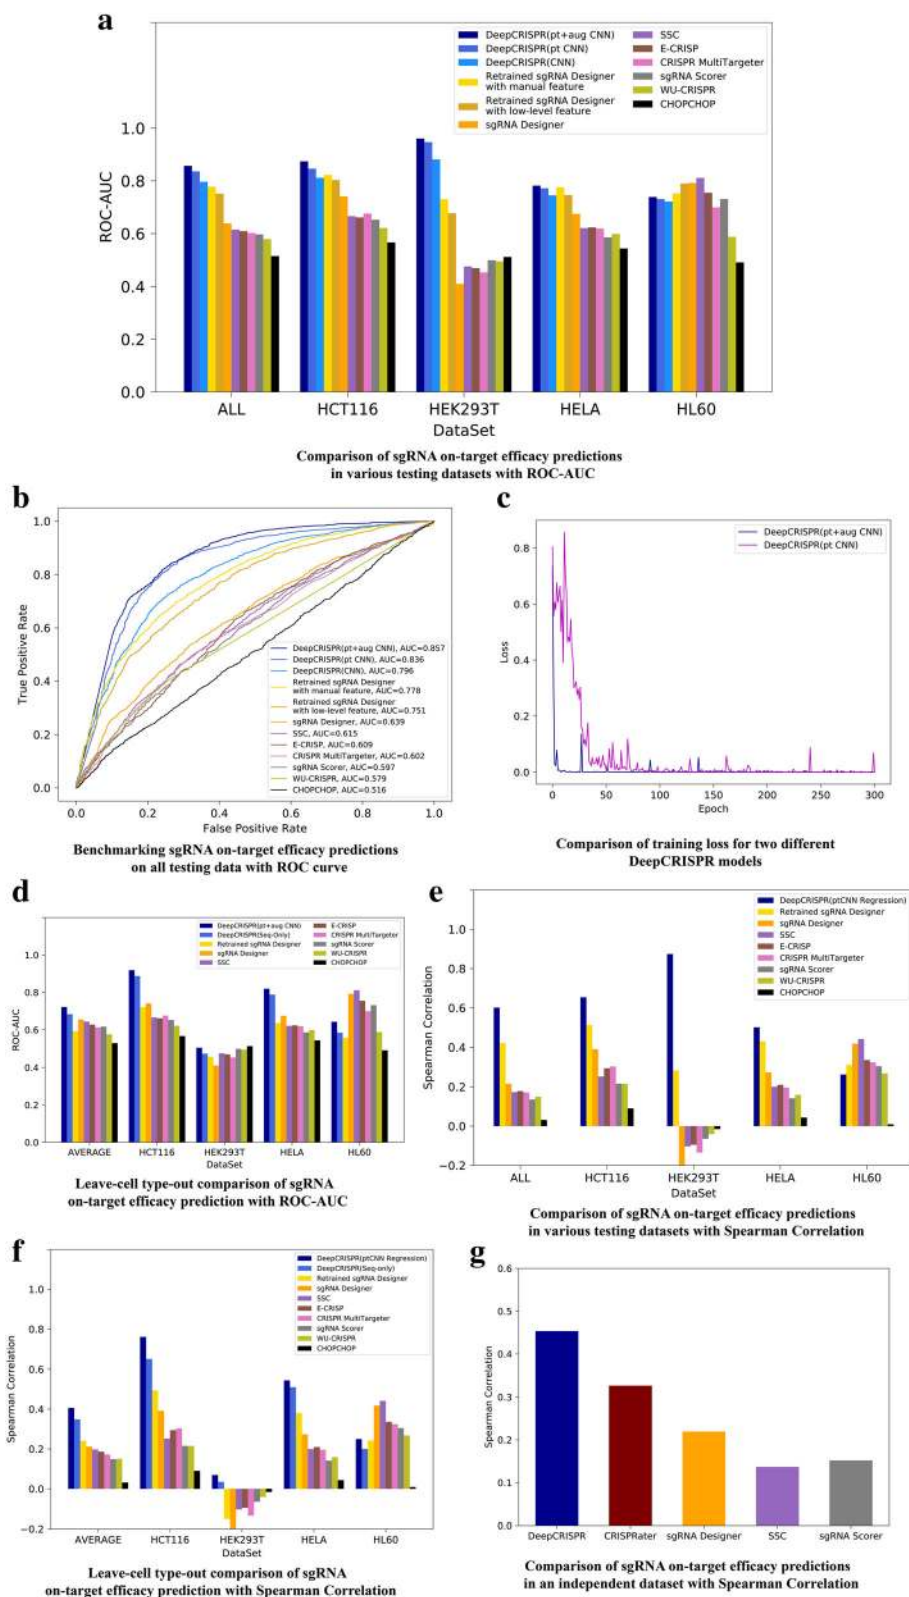 a
DeepCRISPR(pt+aug CNN)
DeepCRISPR(pt CNN)
DeepCRISPR(CNN)
Retrained sgRNA Designer
with manual feature
Retrained sgRNA Designer
with low-level feature
sgRNA Designer
SSC
E-CRISP
CRISPR MultiTargeter
sgRNA Scorer
WU-CRISPR
CHOPCHOP
ROC-AUC
1.0
0.8
0.6
0.4
0.2
0.0
ALL HCT116 HEK293T HELA HL60
DataSet
Comparison of sgRNA on-target efficacy predictions
in various testing datasets with ROC-AUC
b
True Positive Rate
1.0
0.8
0.6
0.4
0.2
0.0
DeepCRISPR(pt+aug CNN), AUC=0.857
DeepCRISPR(pt CNN), AUC=0.836
DeepCRISPR(CNN), AUC=0.796
Retrained sgRNA Designer
with manual feature, AUC=0.778
Retrained sgRNA Designer
with low-level feature, AUC=0.751
sgRNA Designer, AUC=0.639
SSC, AUC=0.615
E-CRISP, AUC=0.609
CRISPR MultiTargeter, AUC=0.602
sgRNA Scorer, AUC=0.597
WU-CRISPR, AUC=0.579
CHOPCHOP, AUC=0.516
0.0 0.2 0.4 0.6 0.8 1.0
False Positive Rate
Benchmarking sgRNA on-target efficacy predictions
on all testing data with ROC curve
c
DeepCRISPR(pt+aug CNN)
DeepCRISPR(pt CNN)
Loss
0.8
0.6
0.4
0.2
0.0
0 50 100 150 200 250 300
Epoch
Comparison of training loss for two different
DeepCRISPR models
d
DeepCRISPR(pt+aug CNN)
DeepCRISPR(Seq-Only)
Retrained sgRNA Designer
sgRNA Designer
SSC
E-CRISP
CRISPR MultiTargeter
sgRNA Scorer
WU-CRISPR
CHOPCHOP
ROC-AUC
1.0
0.8
0.6
0.4
0.2
0.0
AVERAGE HCT116 HEK293T HELA HL60
DataSet
Leave-cell type-out comparison of sgRNA
on-target efficacy prediction with ROC-AUC
e
DeepCRISPR(ptCNN Regression)
Retrained sgRNA Designer
sgRNA Designer
SSC
E-CRISP
CRISPR MultiTargeter
sgRNA Scorer
WU-CRISPR
CHOPCHOP
Spearman Correlation
1.0
0.8
0.6
0.4
0.2
0.0
−0.2
ALL HCT116 HEK293T HELA HL60
DataSet
Comparison of sgRNA on-target efficacy predictions
in various testing datasets with Spearman Correlation
f
DeepCRISPR(ptCNN Regression)
DeepCRISPR(Seq-only)
Retrained sgRNA Designer
sgRNA Designer
SSC
E-CRISP
CRISPR MultiTargeter
sgRNA Scorer
WU-CRISPR
CHOPCHOP
Spearman Correlation
1.0
0.8
0.6
0.4
0.2
0.0
−0.2
AVERAGE HCT116 HEK293T HELA HL60
DataSet
Leave-cell type-out comparison of sgRNA
on-target efficacy prediction with Spearman Correlation
g
Spearman Correlation
0.6
0.5
0.4
0.3
0.2
0.1
0.0
DeepCRISPR CRISPRater sgRNA Designer SSC sgRNA Scorer
Comparison of sgRNA on-target efficacy predictions
in an independent dataset with Spearman Correlation